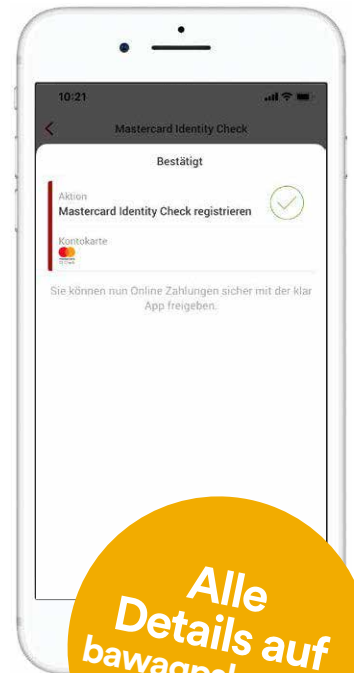 10:21
Mastercard Identity Check
Bestätigt
Aktion
Mastercard Identity Check registrieren
Kontokarte
Sie können nun Online Zahlungen sicher mit der klar
App freigeben.
Alle
Details auf